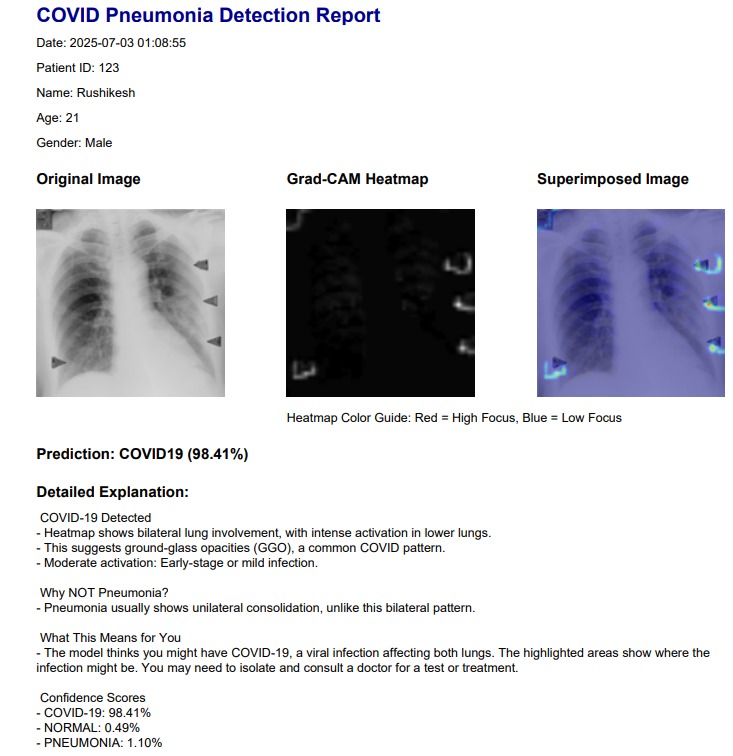 COVID Pneumonia Detection Report
Date: 2025-07-03 01:08:55
Patient ID: 123
Name: Rushikesh
Age: 21
Gender: Male
Original Image
Grad-CAM Heatmap
Superimposed Image
Heatmap Color Guide: Red = High Focus, Blue = Low Focus
Prediction: COVID19 (98.41%)
Detailed Explanation:
COVID-19 Detected
- Heatmap shows bilateral lung involvement, with intense activation in lower lungs.
- This suggests ground-glass opacities (GGO), a common COVID pattern.
- Moderate activation: Early-stage or mild infection.
Why NOT Pneumonia?
- Pneumonia usually shows unilateral consolidation, unlike this bilateral pattern.
What This Means for You
- The model thinks you might have COVID-19, a viral infection affecting both lungs. The highlighted areas show where the
infection might be. You may need to isolate and consult a doctor for a test or treatment.
Confidence Scores
- COVID-19: 98.41%
- NORMAL: 0.49%
- PNEUMONIA: 1.10%